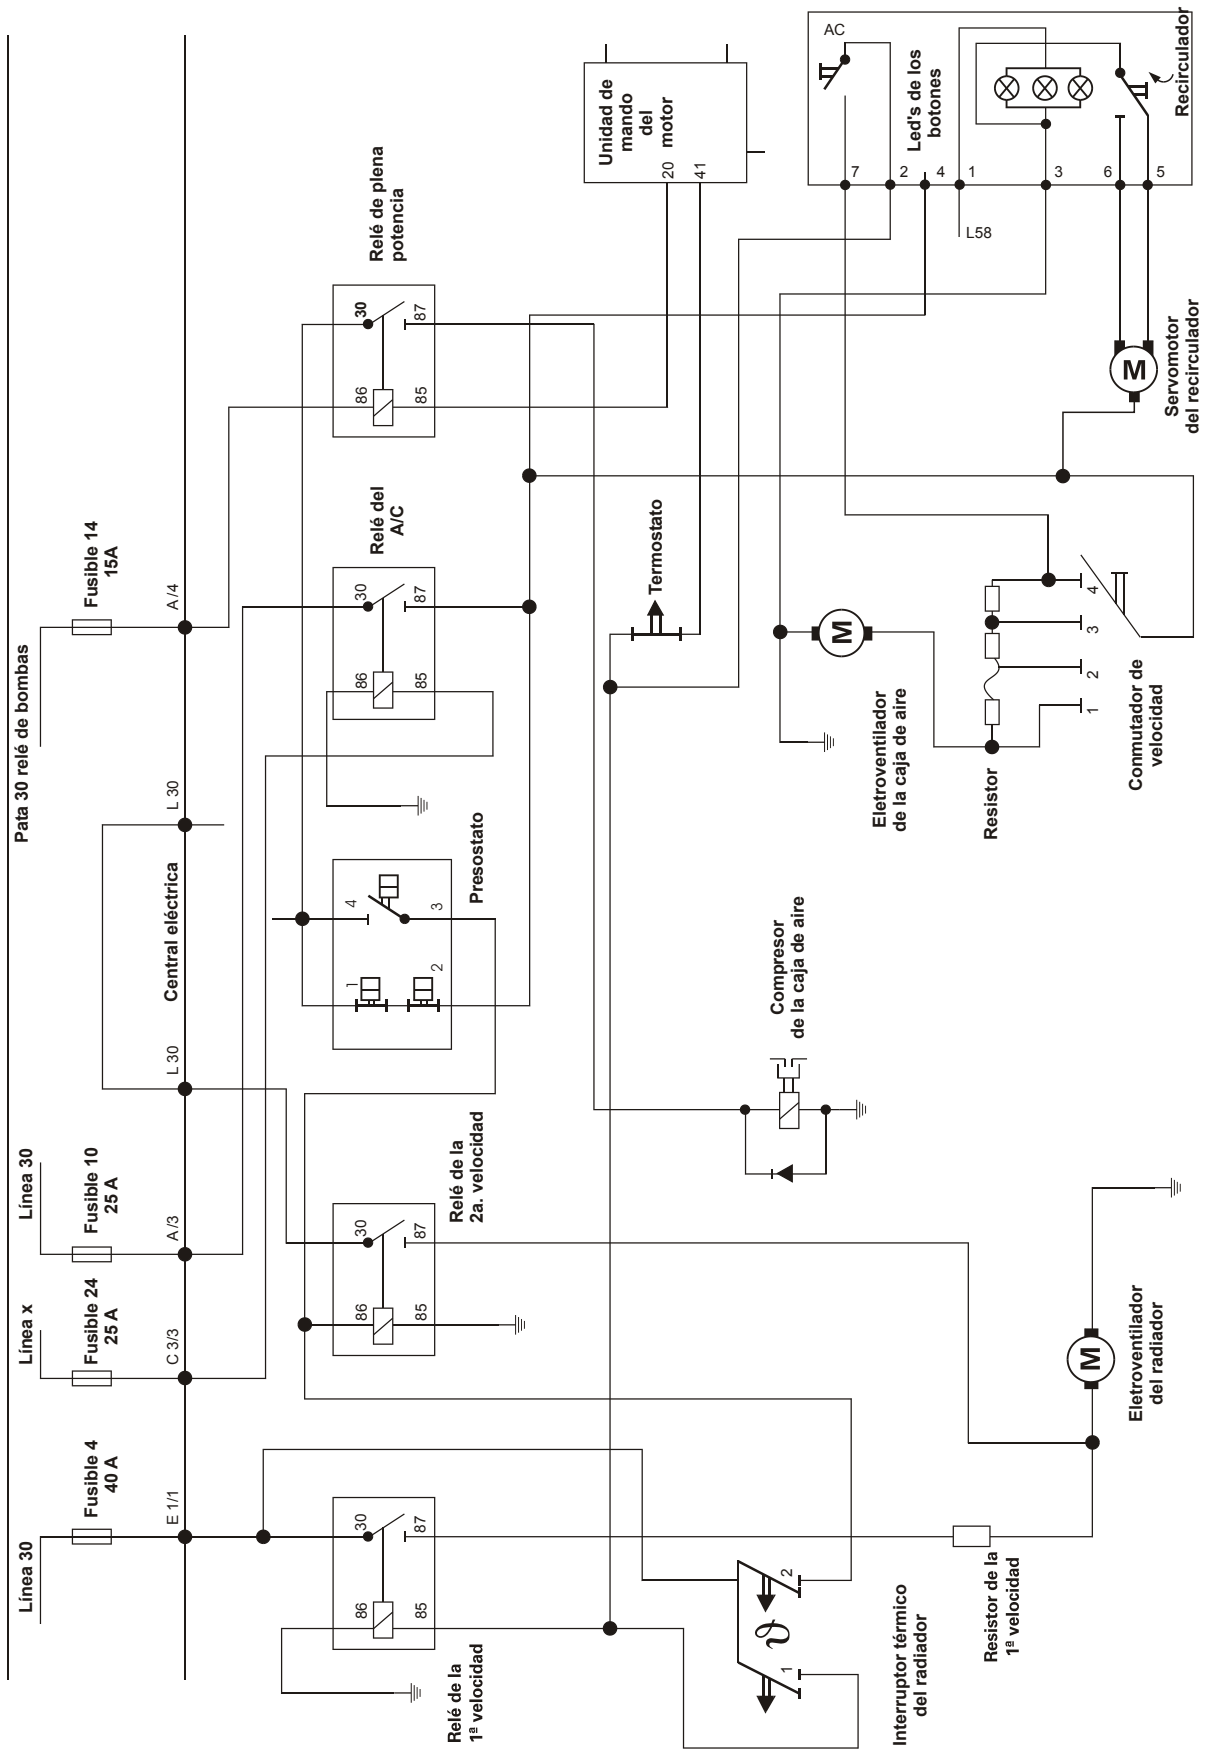 Línea 30
Fusible 4
40 A
E 1/1
Línea x
Fusible 24
25 A
C 3/3
Línea 30
Fusible 10
25 A
A/3
L 30
Central eléctrica
L 30
Pata 30 relé de bombas
Fusible 14
15A
A/4
Relé de la
1ª velocidad
86
30
85
87
Relé de la
2a. velocidad
86
30
85
87
Presostato
1
4
2
3
Relé del
A/C
86
30
85
87
Relé de plena
potencia
86
30
85
87
Unidad de
mando
del
motor
20
41
Termostato
AC
Led's de los
botones
Recirculador
7
2
4
1
3
6
5
L58
Servomotor
del recirculador
M
Eletroventilador
de la caja de aire
M
Resistor
Conmutador de
velocidad
1
2
3
4
Compresor
de la caja de aire
Eletroventilador
del radiador
M
Resistor de la
1ª velocidad
Interruptor térmico
del radiador
1
ϑ
2